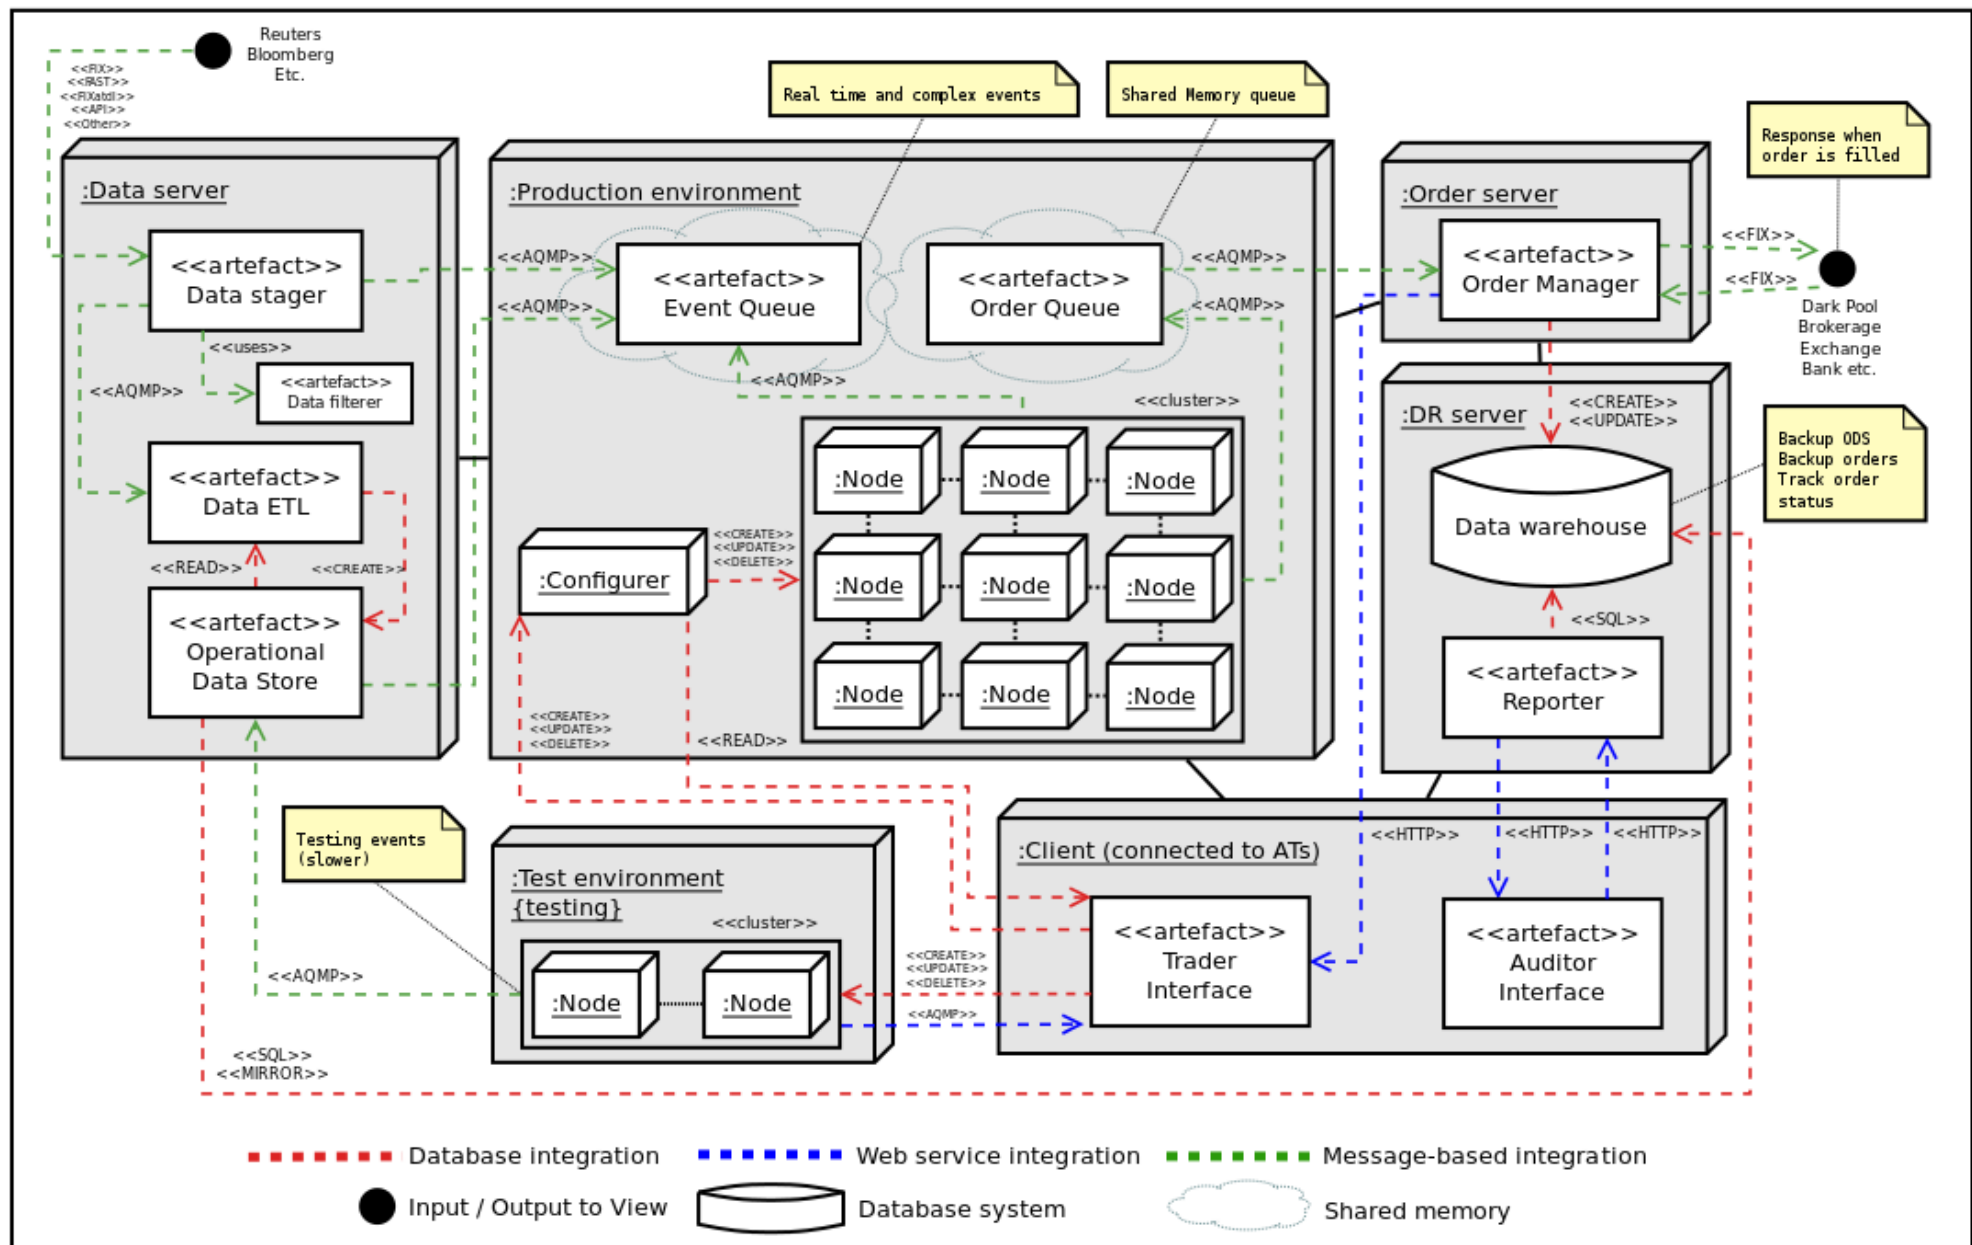 Reuters
Bloomberg
Etc.
<<FIX>>
<<FAST>>
<<FIXatdl>>
<<API>>
<<Other>>
Real time and complex events
Shared Memory queue
Response when
order is filled
:Data server
<<artefact>>
Data stager
<<uses>>
<<artefact>>
Data filterer
<<AQMP>>
<<artefact>>
Data ETL
<<READ>>
<<CREATE>>
<<artefact>>
Operational
Data Store
:Production environment
<<AQMP>>
<<AQMP>>
<<artefact>>
Event Queue
<<artefact>>
Order Queue
<<AQMP>>
<<AQMP>>
<<AQMP>>
<<cluster>>
:Node
:Node
:Node
:Node
:Node
:Node
:Node
:Node
:Node
:Configurer
<<CREATE>>
<<UPDATE>>
<<DELETE>>
<<CREATE>>
<<UPDATE>>
<<DELETE>>
<<READ>>
:Order server
<<artefact>>
Order Manager
<<FIX>>
<<FIX>>
Dark Pool
Brokerage
Exchange
Bank etc.
:DR server
<<CREATE>>
<<UPDATE>>
Data warehouse
Backup ODS
Backup orders
Track order
status
<<SQL>>
<<artefact>>
Reporter
Testing events
(slower)
:Test environment
{testing}
<<cluster>>
:Node
:Node
<<AQMP>>
<<SQL>>
<<MIRROR>>
<<CREATE>>
<<UPDATE>>
<<DELETE>>
<<AQMP>>
:Client (connected to ATs)
<<HTTP>>
<<HTTP>>
<<HTTP>>
<<artefact>>
Trader
Interface
<<artefact>>
Auditor
Interface
Database integration
Web service integration
Message-based integration
Input / Output to View
Database system
Shared memory